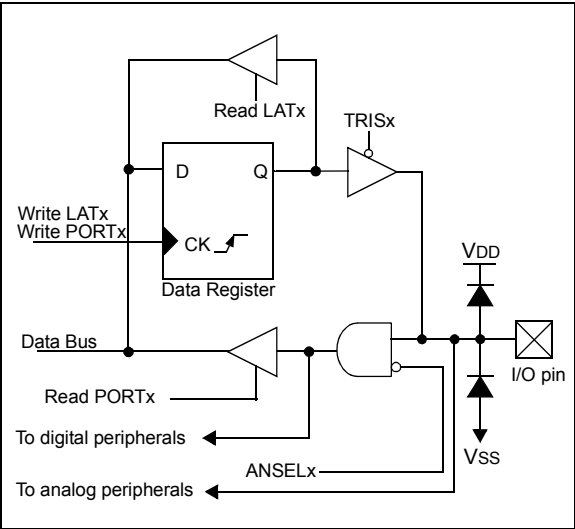 Read LATx
TRISx
D Q
Write LATx
Write PORTx
CK
VDD
Data Register
Data Bus
I/O pin
Read PORTx
To digital peripherals
VSS
ANSELx
To analog peripherals